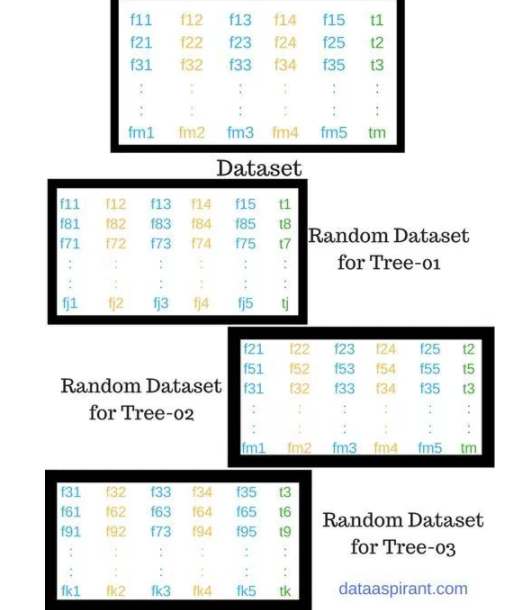 f11 f12 f13 f14 f15 t1
f21 f22 f23 f24 f25 t2
f31 f32 f33 f34 f35 t3
: : : : : :
: : : : : :
fm1 fm2 fm3 fm4 fm5 tm
Dataset
f11 f12 f13 f14 f15 t1
f81 f82 f83 f84 f85 t8
f71 f72 f73 f74 f75 t7
: : : : : :
: : : : : :
fj1 fj2 fj3 fj4 fj5 tj
Random Dataset
for Tree-01
f21 f22 f23 f24 f25 t2
f51 f52 f53 f54 f55 t5
f31 f32 f33 f34 f35 t3
: : : : : :
: : : : : :
fm1 fm2 fm3 fm4 fm5 tm
Random Dataset
for Tree-02
f31 f32 f33 f34 f35 t3
f61 f62 f63 f64 f65 t6
f91 f92 f73 f94 f95 t9
: : : : : :
: : : : : :
fk1 fk2 fk3 fk4 fk5 tk
Random Dataset
for Tree-03
dataaspirant.com